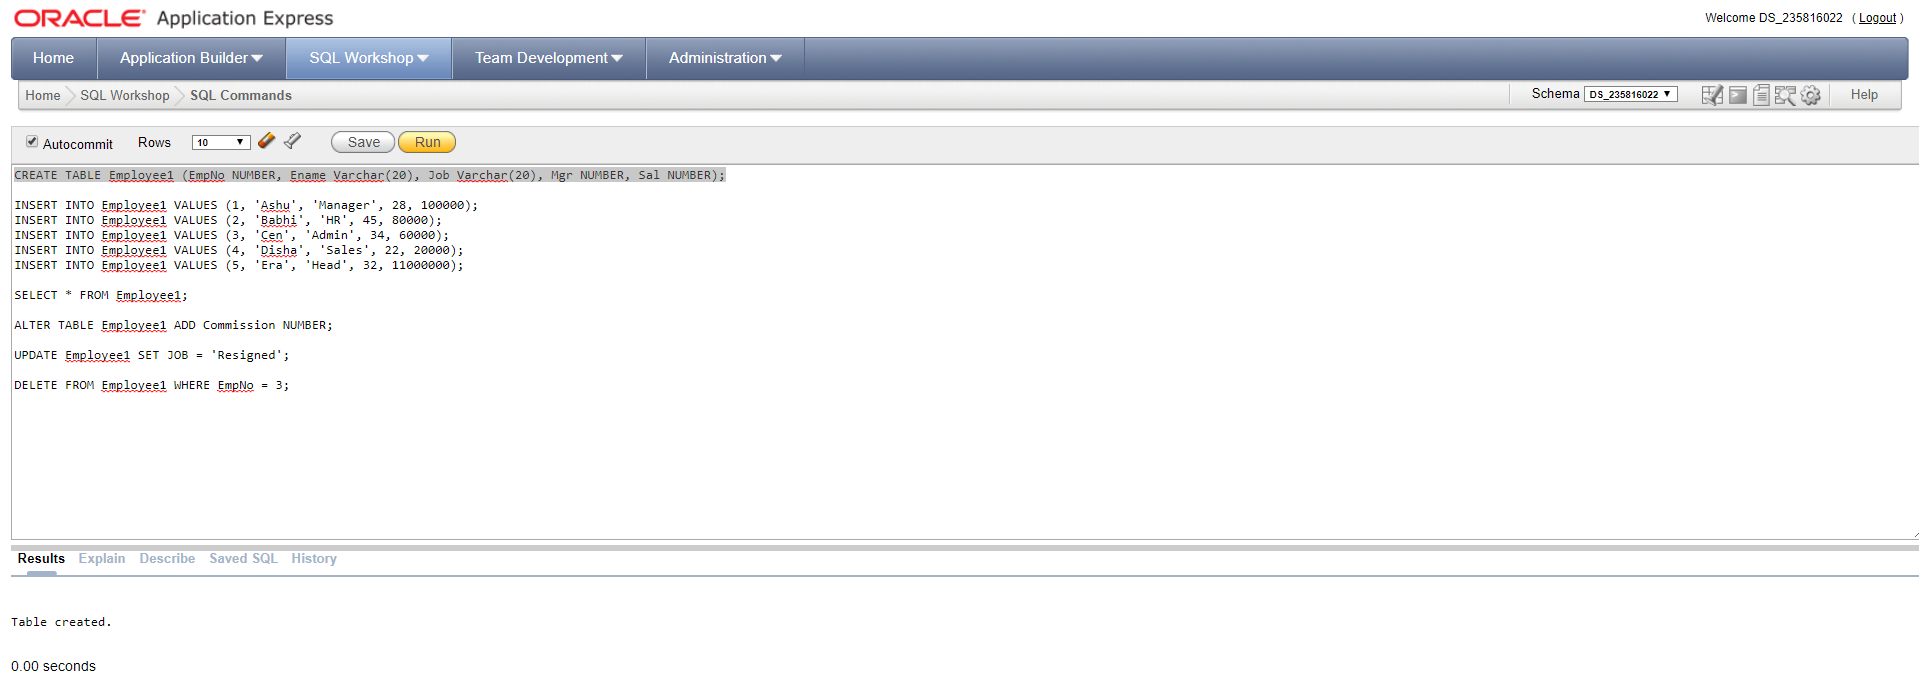 ORACLE® Application Express
Welcome DS_235816022 ( Logout )
Home Application Builder SQL Workshop Team Development Administration
Home SQL Workshop SQL Commands Schema DS_235816022 Help
Autocommit Rows 10 Save Run
CREATE TABLE Employee1 (EmpNo NUMBER, Ename Varchar(20), Job Varchar(20), Mgr NUMBER, Sal NUMBER);
INSERT INTO Employee1 VALUES (1, 'Ashu', 'Manager', 28, 100000);
INSERT INTO Employee1 VALUES (2, 'Babhi', 'HR', 45, 80000);
INSERT INTO Employee1 VALUES (3, 'Cen', 'Admin', 34, 60000);
INSERT INTO Employee1 VALUES (4, 'Disha', 'Sales', 22, 20000);
INSERT INTO Employee1 VALUES (5, 'Era', 'Head', 32, 11000000);
SELECT * FROM Employee1;
ALTER TABLE Employee1 ADD Commission NUMBER;
UPDATE Employee1 SET JOB = 'Resigned';
DELETE FROM Employee1 WHERE EmpNo = 3;
Results Explain Describe Saved SQL History
Table created.
0.00 seconds